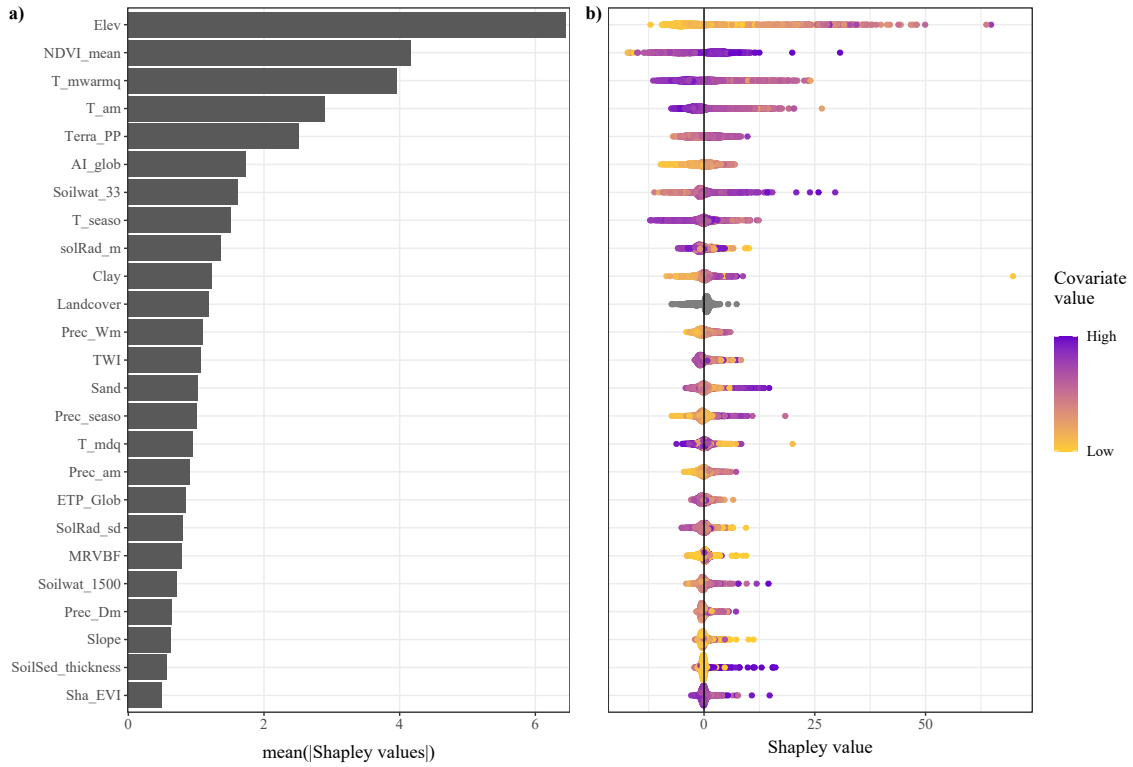 a)
Elev
NDVI_mean
T_mwarmq
T_am
Terra_PP
AI_glob
Soilwat_33
T_seaso
solRad_m
Clay
Landcover
Prec_Wm
TWI
Sand
Prec_seaso
T_mdq
Prec_am
ETP_Glob
SolRad_sd
MRVBF
Soilwat_1500
Prec_Dm
Slope
SoilSed_thickness
Sha_EVI
0 2 4 6
mean(|Shapley values|)
b)
0 25 50
Shapley value
Covariate
value
High
Low